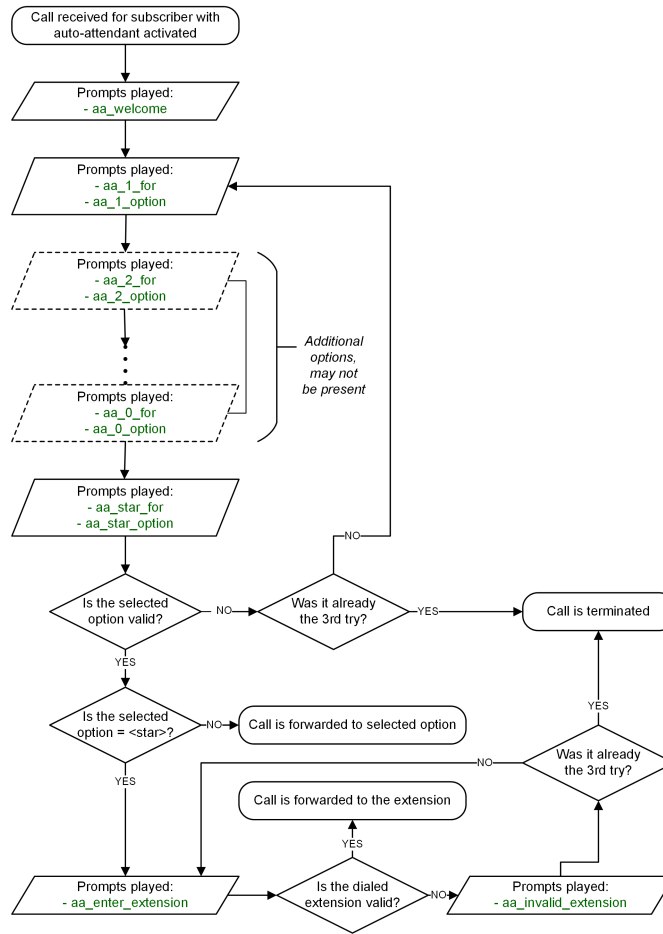 Call received for subscriber with
auto-attendant activated
Prompts played:
- aa_welcome
Prompts played:
- aa_1_for
- aa_1_option
Prompts played:
- aa_2_for
- aa_2_option
Additional
options,
may not
be present
Prompts played:
- aa_0_for
- aa_0_option
Prompts played:
- aa_star_for
- aa_star_option
NO
Is the selected
option valid?
NO
Was it already
the 3rd try?
YES
Call is terminated
YES
Is the selected
option = <star>?
NO
Call is forwarded to selected option
YES
Was it already
the 3rd try?
NO
YES
Call is forwarded to the extension
YES
Prompts played:
- aa_enter_extension
Is the dialed
extension valid?
NO
Prompts played:
- aa_invalid_extension